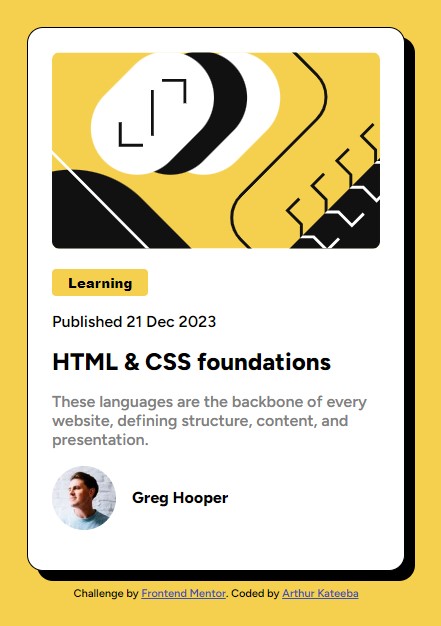 Learning
Published 21 Dec 2023
HTML & CSS foundations
These languages are the backbone of every
website, defining structure, content, and
presentation.
Greg Hooper
Challenge by Frontend Mentor. Coded by Arthur Kateeba